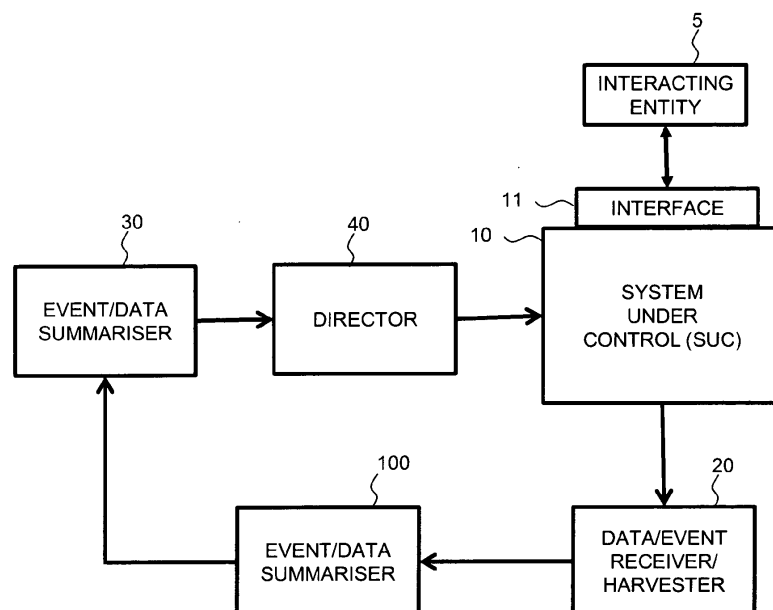 5
INTERACTING
ENTITY
11
INTERFACE
10
30
40
EVENT/DATA
SUMMARISER
DIRECTOR
SYSTEM
UNDER
CONTROL (SUC)
100
20
EVENT/DATA
SUMMARISER
DATA/EVENT
RECEIVER/
HARVESTER